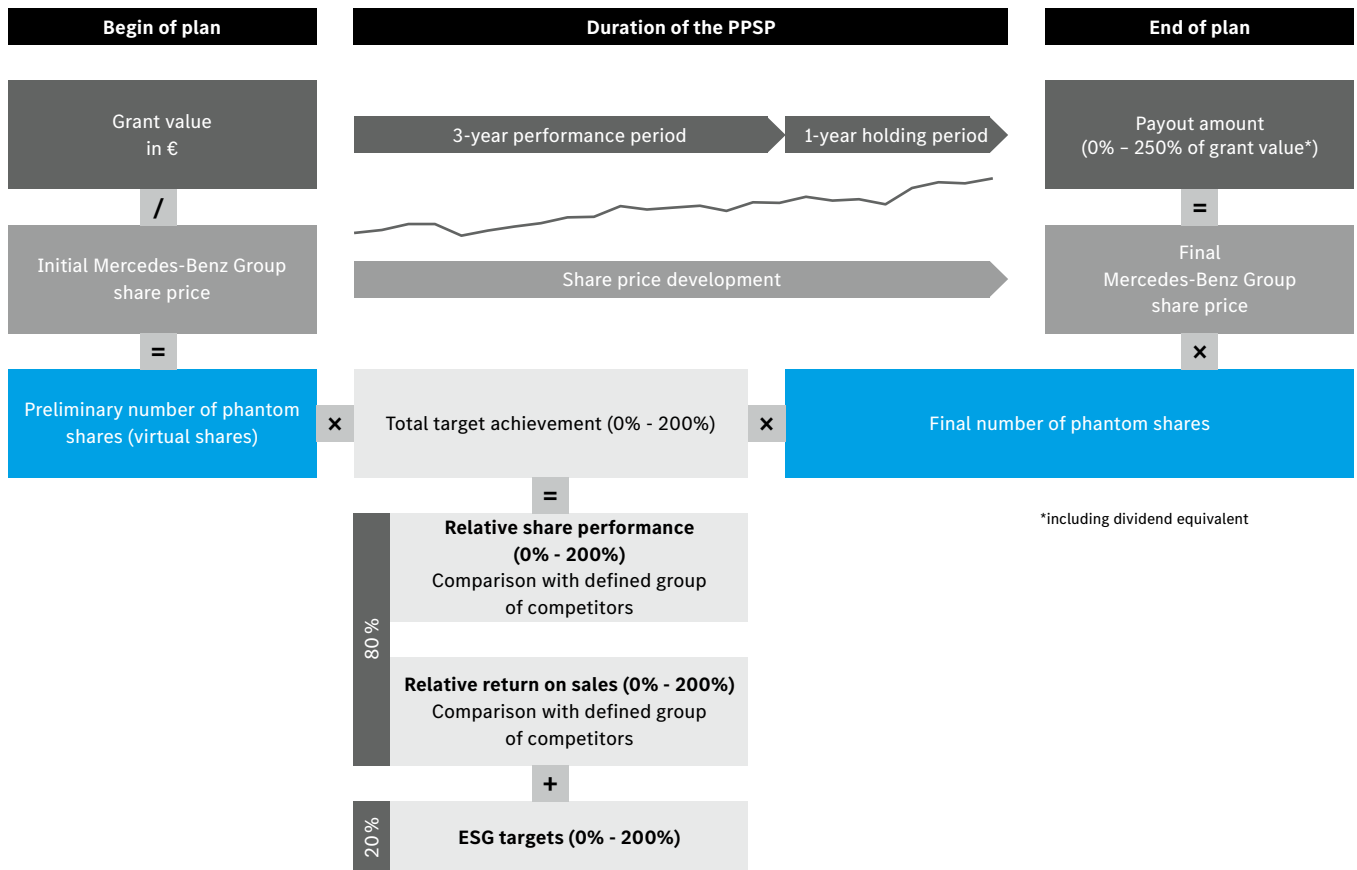 Begin of plan
Duration of the PPSP
End of plan
Grant value
in €
/
Initial Mercedes-Benz Group
share price
=
Preliminary number of phantom
shares (virtual shares)
3-year performance period
1-year holding period
Share price development
Payout amount
(0% – 250% of grant value*)
=
Final
Mercedes-Benz Group
share price
×
×
Total target achievement (0% - 200%)
×
Final number of phantom shares
=
*including dividend equivalent
80 %
Relative share performance
(0% - 200%)
Comparison with defined group
of competitors
Relative return on sales (0% - 200%)
Comparison with defined group
of competitors
+
20 %
ESG targets (0% - 200%)